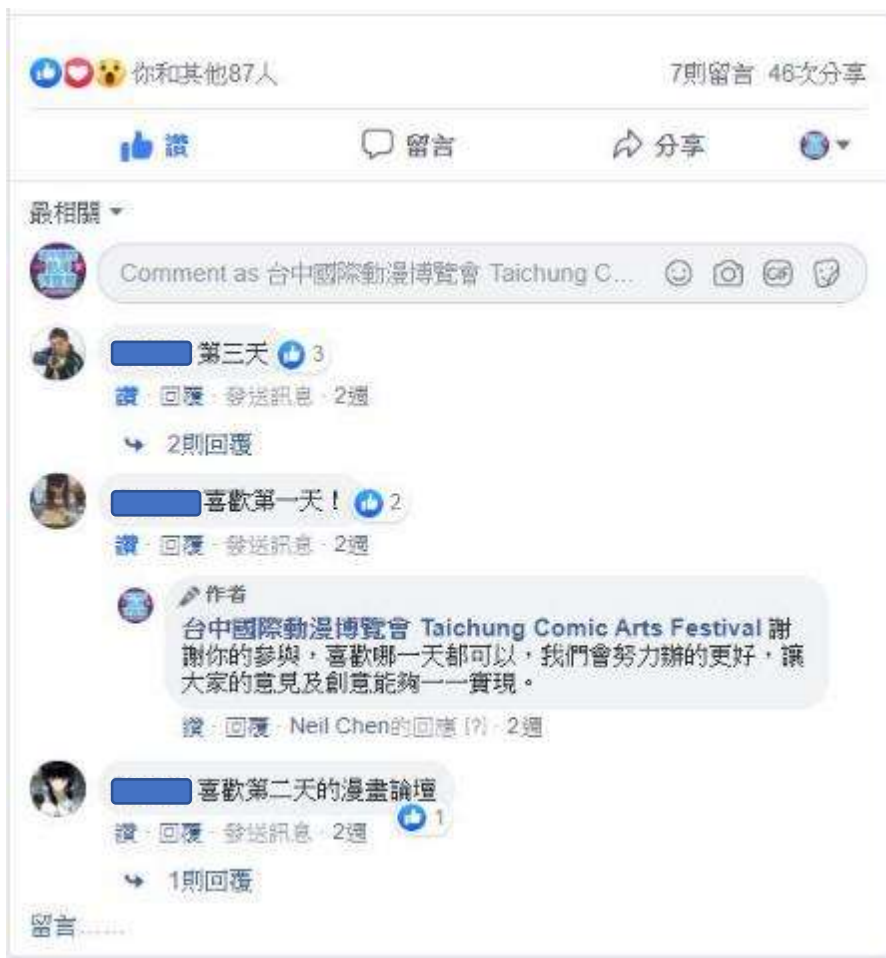 你和其他87人 7則留言 46次分享
讚 留言 分享
最相關
Comment as 台中國際動漫博覽會 Taichung C... GIF
第三天 3
讚 · 回覆 · 發送訊息 · 2週
2則回覆
喜歡第一天！ 2
讚 · 回覆 · 發送訊息 · 2週
作者
台中國際動漫博覽會 Taichung Comic Arts Festival 謝
謝你的參與，喜歡哪一天都可以，我們會努力辦的更好，讓
大家的意見及創意能夠一一實現。
讚 · 回覆 · Neil Chen的回應 [?] · 2週
喜歡第二天的漫畫論壇
1
讚 · 回覆 · 發送訊息 · 2週
1則回覆
留言......